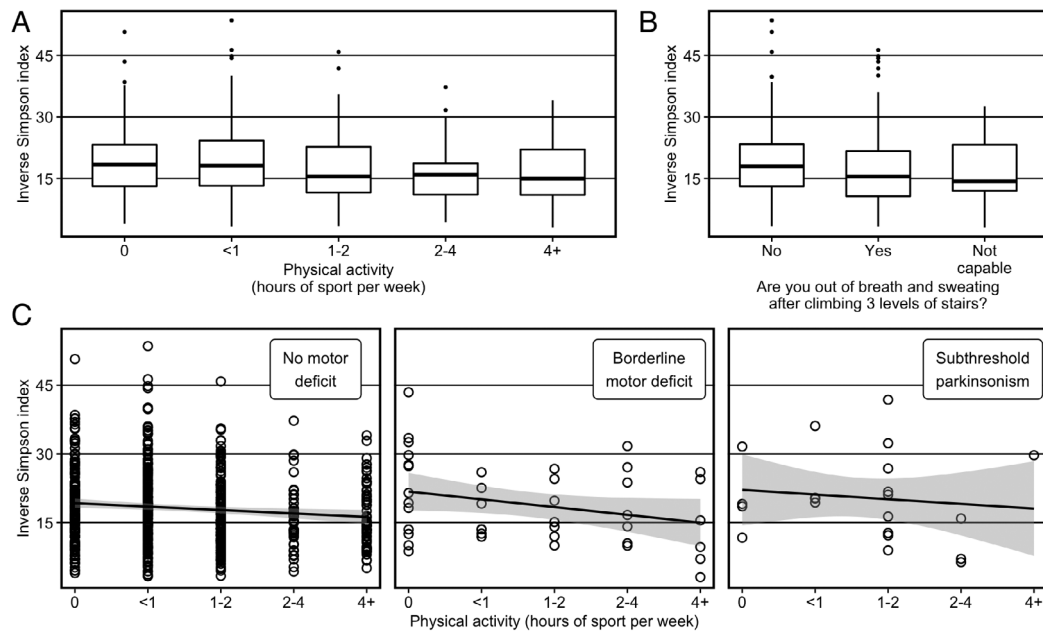 A
Inverse Simpson index
45
30
15
0
<1
1-2
2-4
4+
Physical activity
(hours of sport per week)
B
Inverse Simpson index
45
30
15
No
Yes
Not
capable
Are you out of breath and sweating
after climbing 3 levels of stairs?
C
Inverse Simpson index
45
30
15
No motor
deficit
0
<1
1-2
2-4
4+
Borderline
motor deficit
0
<1
1-2
2-4
4+
Subthreshold
parkinsonism
0
<1
1-2
2-4
4+
Physical activity (hours of sport per week)